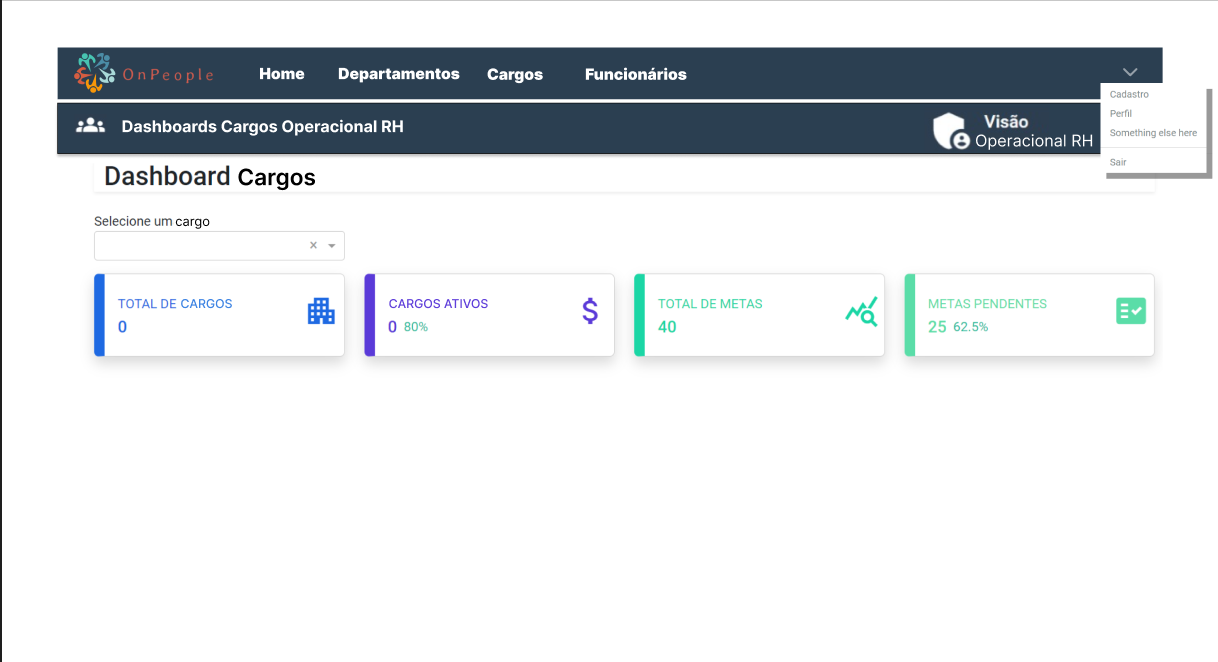 OnPeople Home Departamentos Cargos Funcionários
Cadastro
Perfil
Something else here
Sair
Dashboards Cargos Operacional RH
Visão
Operacional RH
Dashboard Cargos
Selecione um cargo
TOTAL DE CARGOS
0
CARGOS ATIVOS
0 80%
TOTAL DE METAS
40
METAS PENDENTES
25 62.5%